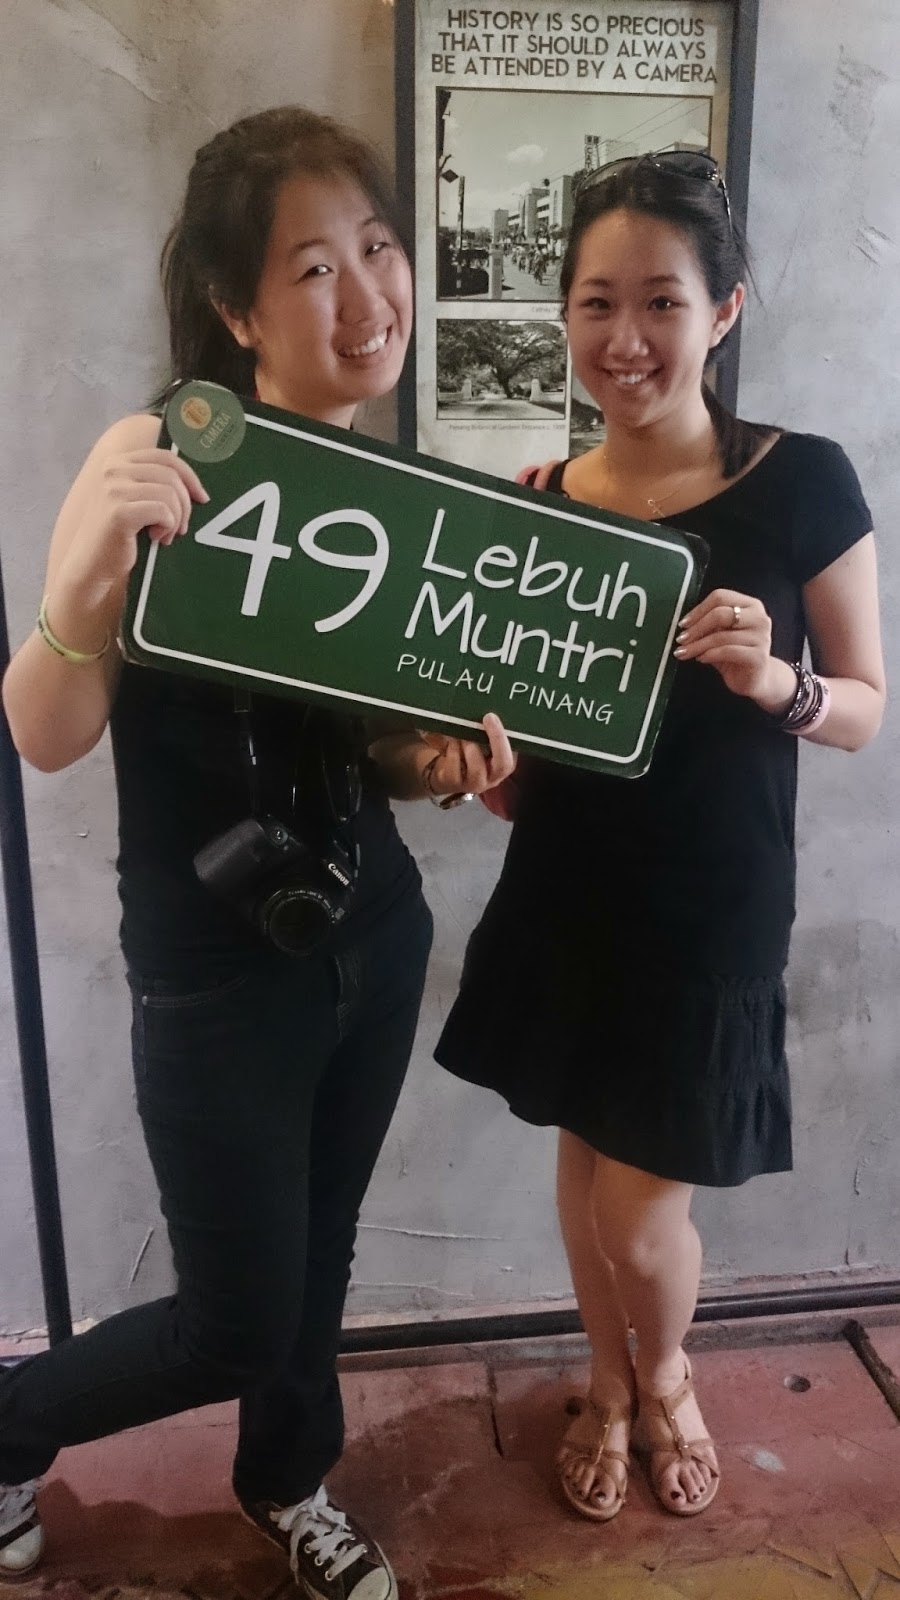 HISTORY IS SO PRECIOUS
THAT IT SHOULD ALWAYS
BE ATTENDED BY A CAMERA
CAMERA
49 Lebuh
Muntri
PULAU PINANG
Canon